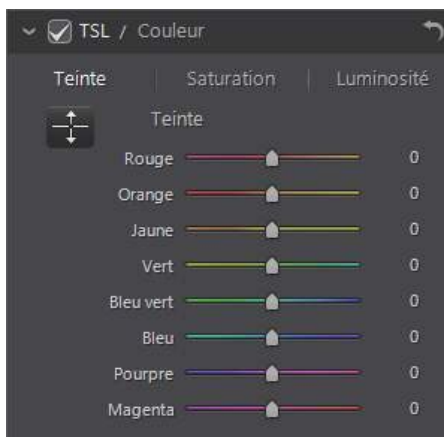 TSL / Couleur
Teinte | Saturation | Luminosité
Teinte
Rouge 0
Orange 0
Jaune 0
Vert 0
Bleu vert 0
Bleu 0
Pourpre 0
Magenta 0